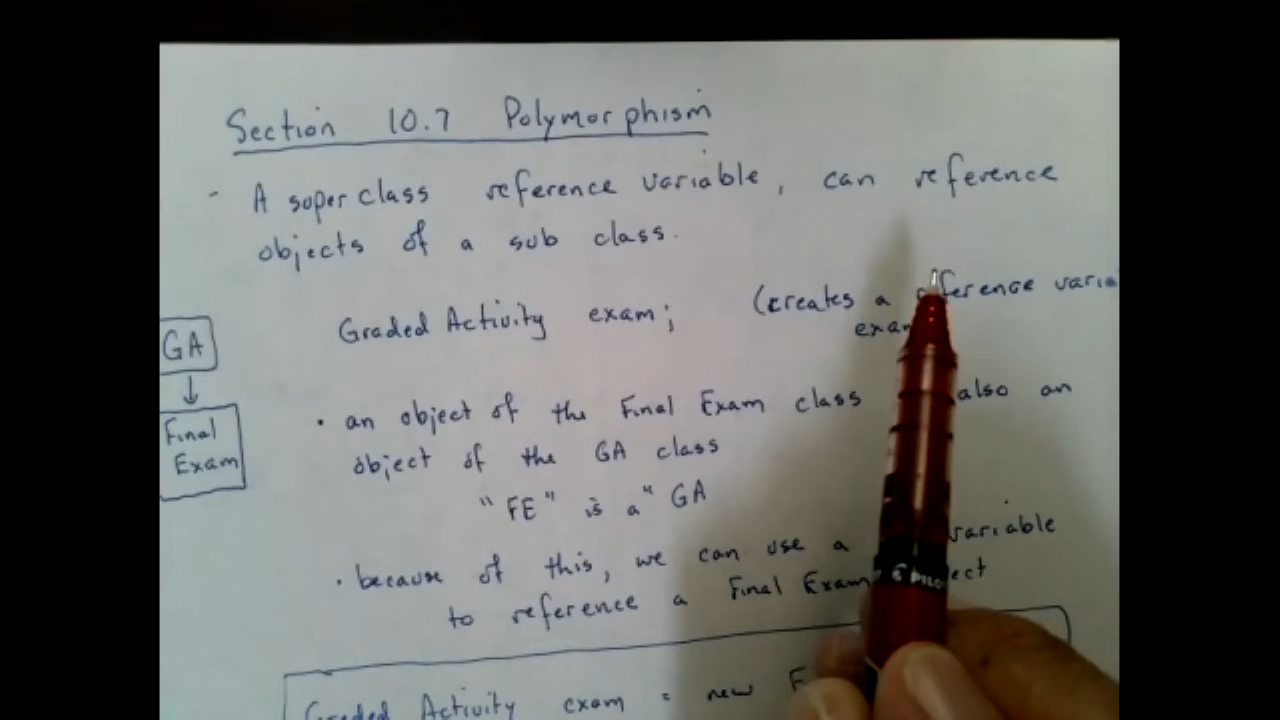 Section 10.7 Polymorphism
- A superclass reference variable, can reference
objects of a sub class.
Graded Activity exam; (creates a
GA
Final
Exam
• an object of the Final Exam class also an
object of the GA class
"FE" is a" GA
• because of this, we can use a variable
to reference a Final Exam
Graded Activity exam = new
PILOT